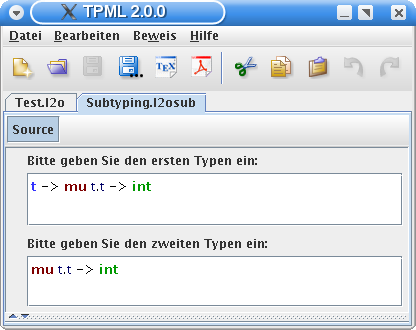 TPML 2.0.0
Datei Bearbeiten Beweis Hilfe
TEX
Test.l2o Subtyping.l2osub
Source
Bitte geben Sie den ersten Typen ein:
t -> mu t.t -> int
Bitte geben Sie den zweiten Typen ein:
mu t.t -> int